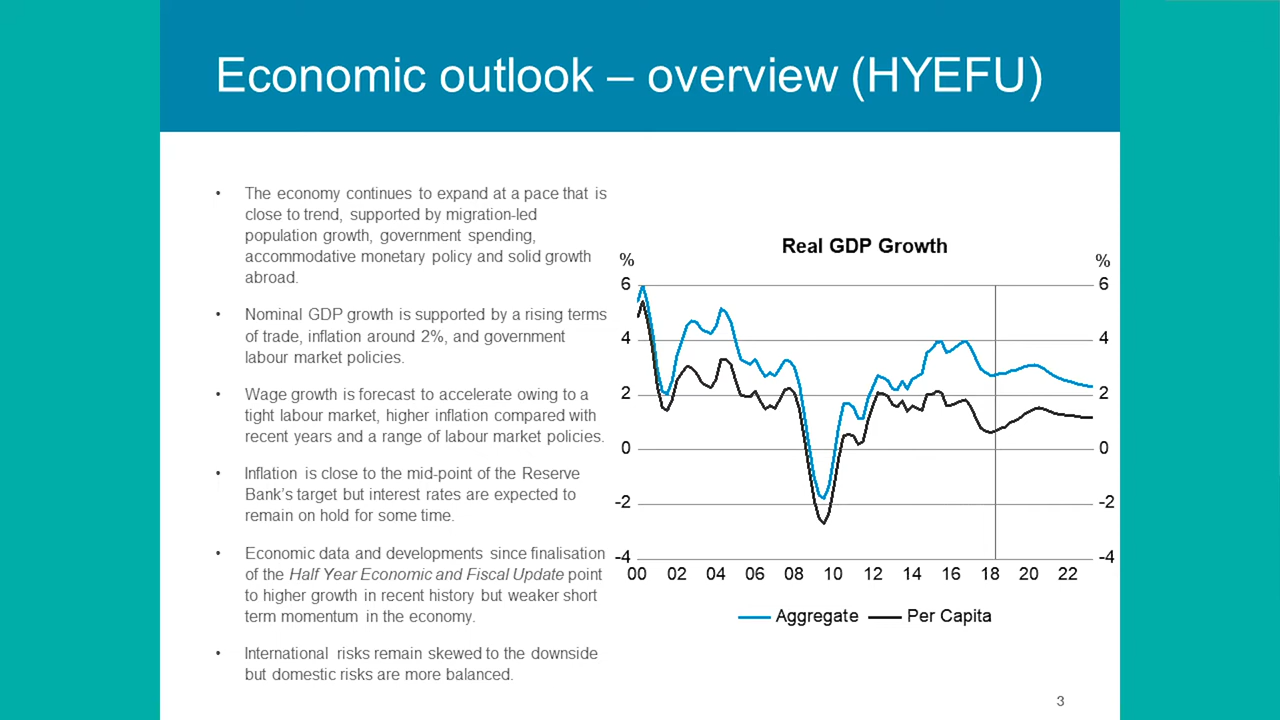 Economic outlook – overview (HYEFU)
• The economy continues to expand at a pace that is
close to trend, supported by migration-led
population growth, government spending,
accommodative monetary policy and solid growth
abroad.
• Nominal GDP growth is supported by a rising terms
of trade, inflation around 2%, and government
labour market policies.
• Wage growth is forecast to accelerate owing to a
tight labour market, higher inflation compared with
recent years and a range of labour market policies.
• Inflation is close to the mid-point of the Reserve
Bank's target but interest rates are expected to
remain on hold for some time.
• Economic data and developments since finalisation
of the Half Year Economic and Fiscal Update point
to higher growth in recent history but weaker short
term momentum in the economy.
• International risks remain skewed to the downside
but domestic risks are more balanced.
Real GDP Growth
% %
6 6
4 4
2 2
0 0
-2 -2
-4 -4
00 02 04 06 08 10 12 14 16 18 20 22
Aggregate Per Capita
3